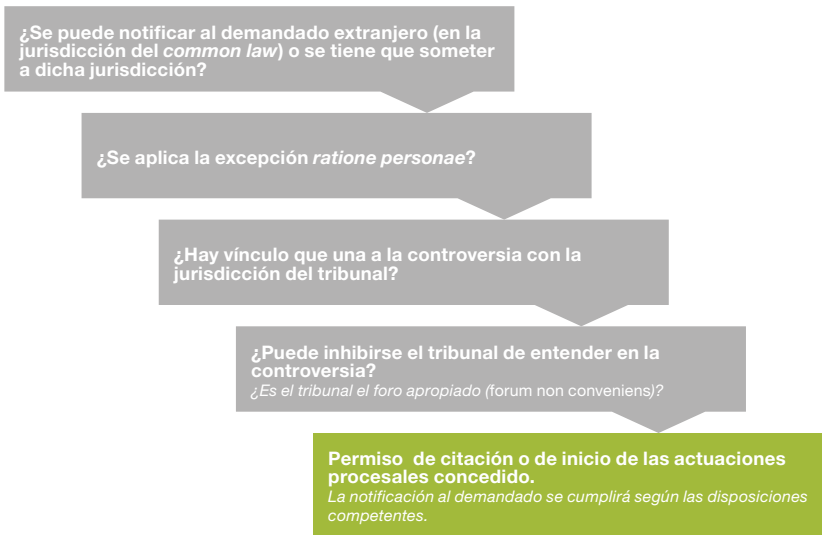 ¿Se puede notificar al demandado extranjero (en la
jurisdicción del common law) o se tiene que someter
a dicha jurisdicción?
¿Se aplica la excepción ratione personae?
¿Hay vínculo que una a la controversia con la
jurisdicción del tribunal?
¿Puede inhibirse el tribunal de entender en la
controversia?
¿Es el tribunal el foro apropiado (forum non conveniens)?
Permiso de citación o de inicio de las actuaciones
procesales concedido.
La notificación al demandado se cumplirá según las disposiciones
competentes.